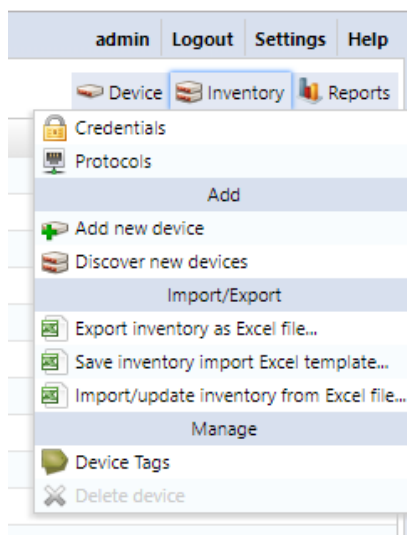 admin Logout Settings Help
Device Inventory Reports
Credentials
Protocols
Add
Add new device
Discover new devices
Import/Export
Export inventory as Excel file...
Save inventory import Excel template...
Import/update inventory from Excel file...
Manage
Device Tags
Delete device